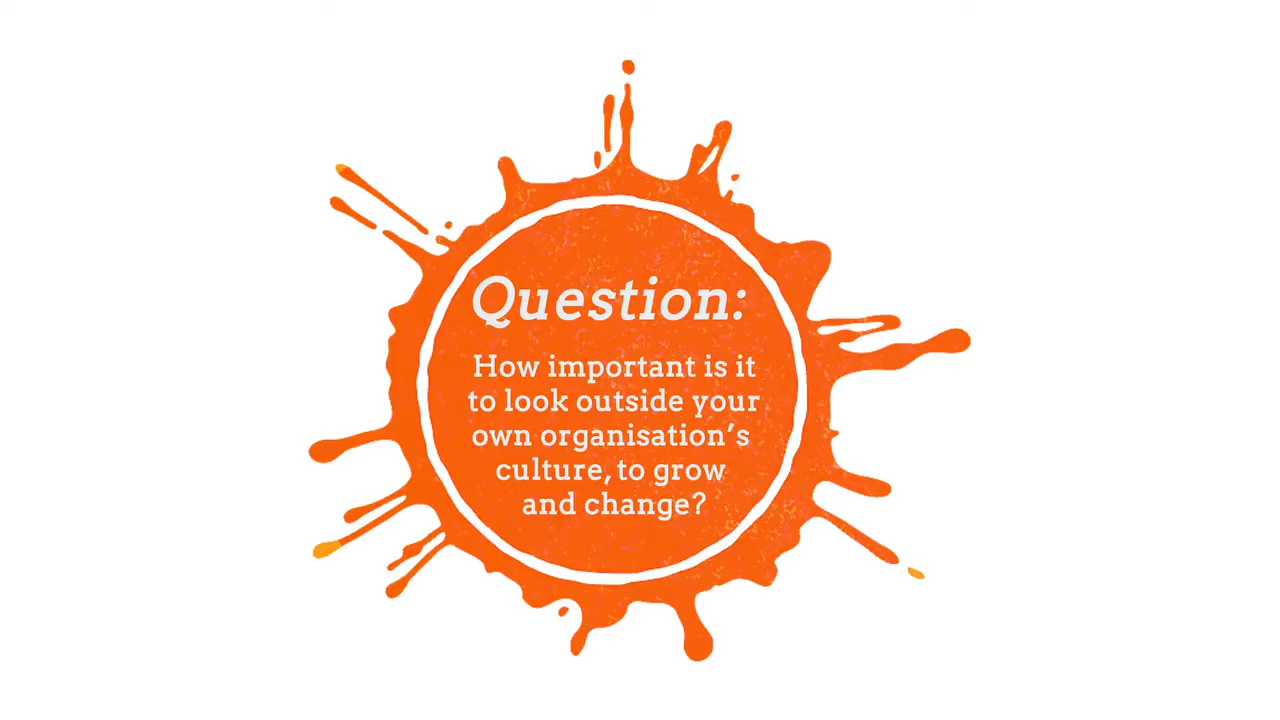 Question:
How important is it
to look outside your
own organisation’s
culture, to grow
and change?